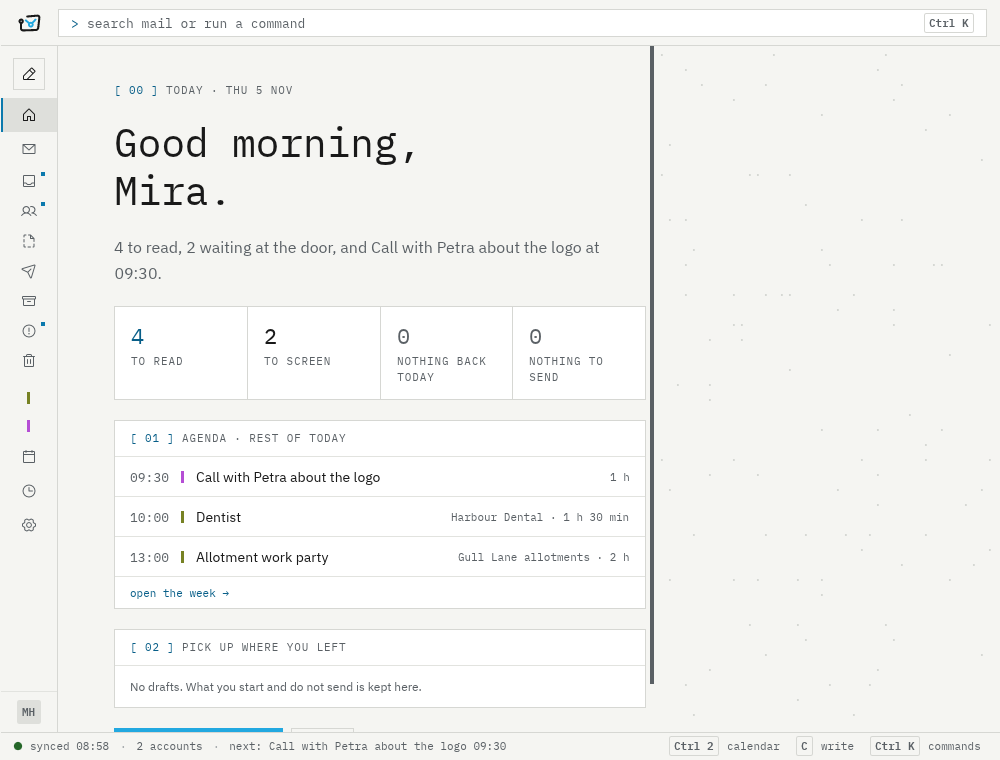 > search mail or run a command Ctrl K
[ 00 ] TODAY · THU 5 NOV
Good morning,
Mira.
4 to read, 2 waiting at the door, and Call with Petra about the logo at
09:30.
4 2 0 0
TO READ TO SCREEN NOTHING BACK TODAY NOTHING TO SEND
[ 01 ] AGENDA · REST OF TODAY
09:30 Call with Petra about the logo 1 h
10:00 Dentist Harbour Dental · 1 h 30 min
13:00 Allotment work party Gull Lane allotments · 2 h
open the week →
[ 02 ] PICK UP WHERE YOU LEFT
No drafts. What you start and do not send is kept here.
MH
synced 08:58 · 2 accounts · next: Call with Petra about the logo 09:30 Ctrl 2 calendar C write Ctrl K commands